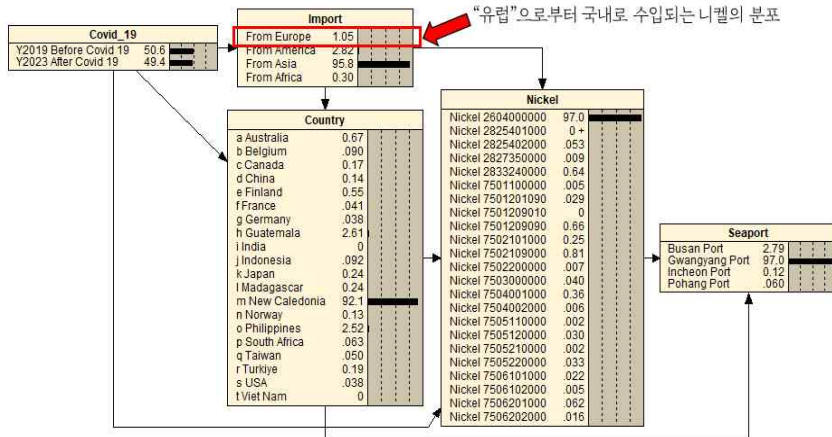 "유럽"으로부터 국내로 수입되는 니켈의 분포
Import
From Europe 1.05
From America 2.82
From Asia 95.8
From Africa 0.30
Covid_19
Y2019 Before Covid 19 50.6
Y2023 After Covid 19 49.4
Country
a Australia 0.67
b Belgium .090
c Canada 0.17
d China 0.14
e Finland 0.55
f France .041
g Germany .038
h Guatemala 2.61
i India 0
j Indonesia .092
k Japan 0.24
l Madagascar 0.24
m New Caledonia 92.1
n Norway 0.13
o Philippines 2.52
p South Africa .063
q Taiwan .050
r Turkiye 0.19
s USA .038
t Viet Nam 0
Nickel
Nickel 2604000000 97.0
Nickel 2825401000 0 +
Nickel 2825402000 .053
Nickel 2827350000 .009
Nickel 2833240000 0.64
Nickel 7501100000 .005
Nickel 7501201090 .029
Nickel 7501209010 0
Nickel 7501209090 0.66
Nickel 7502101000 0.25
Nickel 7502109000 0.81
Nickel 7502200000 .007
Nickel 7503000000 .040
Nickel 7504001000 0.36
Nickel 7504002000 .006
Nickel 7505110000 .002
Nickel 7505120000 .030
Nickel 7505210000 .002
Nickel 7505220000 .033
Nickel 7506101000 .022
Nickel 7506102000 .005
Nickel 7506201000 .062
Nickel 7506202000 .016
Seaport
Busan Port 2.79
Gwangyang Port 97.0
Incheon Port 0.12
Pohang Port .060